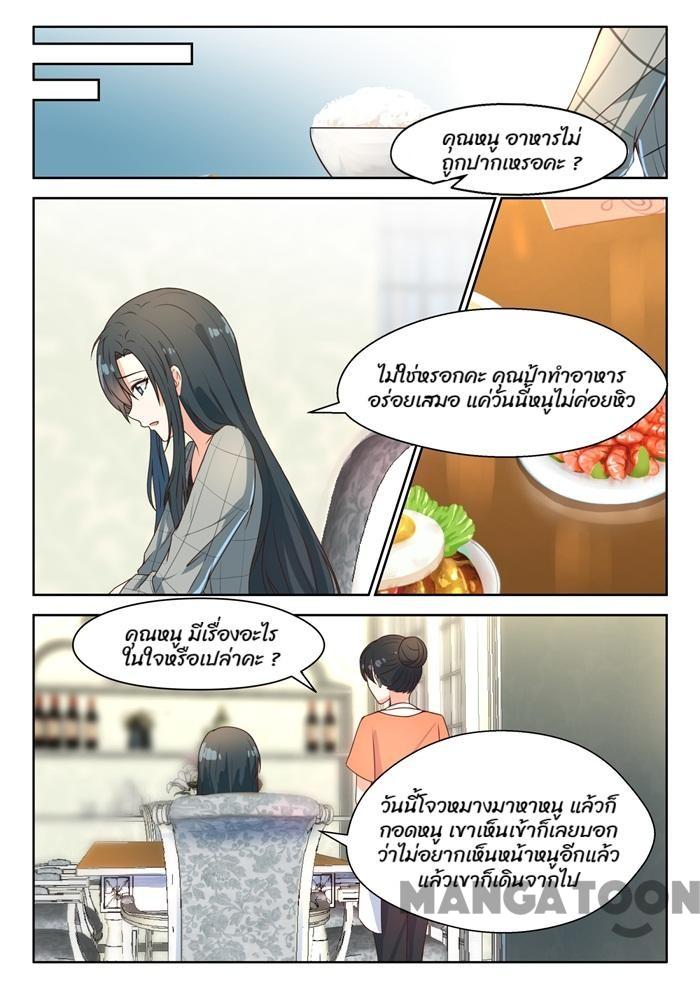 คุณหนู อาหารไม่
ถูกปากเหรอคะ ?
ไม่ใช่หรอกคะ คุณป้าทำอาหาร
อร่อยเสมอ แค่วันนี้หนูไม่ค่อยหิว
คุณหนู มีเรื่องอะไร
ในใจหรือเปล่าคะ ?
วันนี้โจวหมางมาหาหนู แล้วก็
กอดหนู เขาเห็นเข้าก็เลยบอก
ว่าไม่อยากเห็นหน้าหนูอีกแล้ว
แล้วเขาก็เดินจากไป
MANGATOON